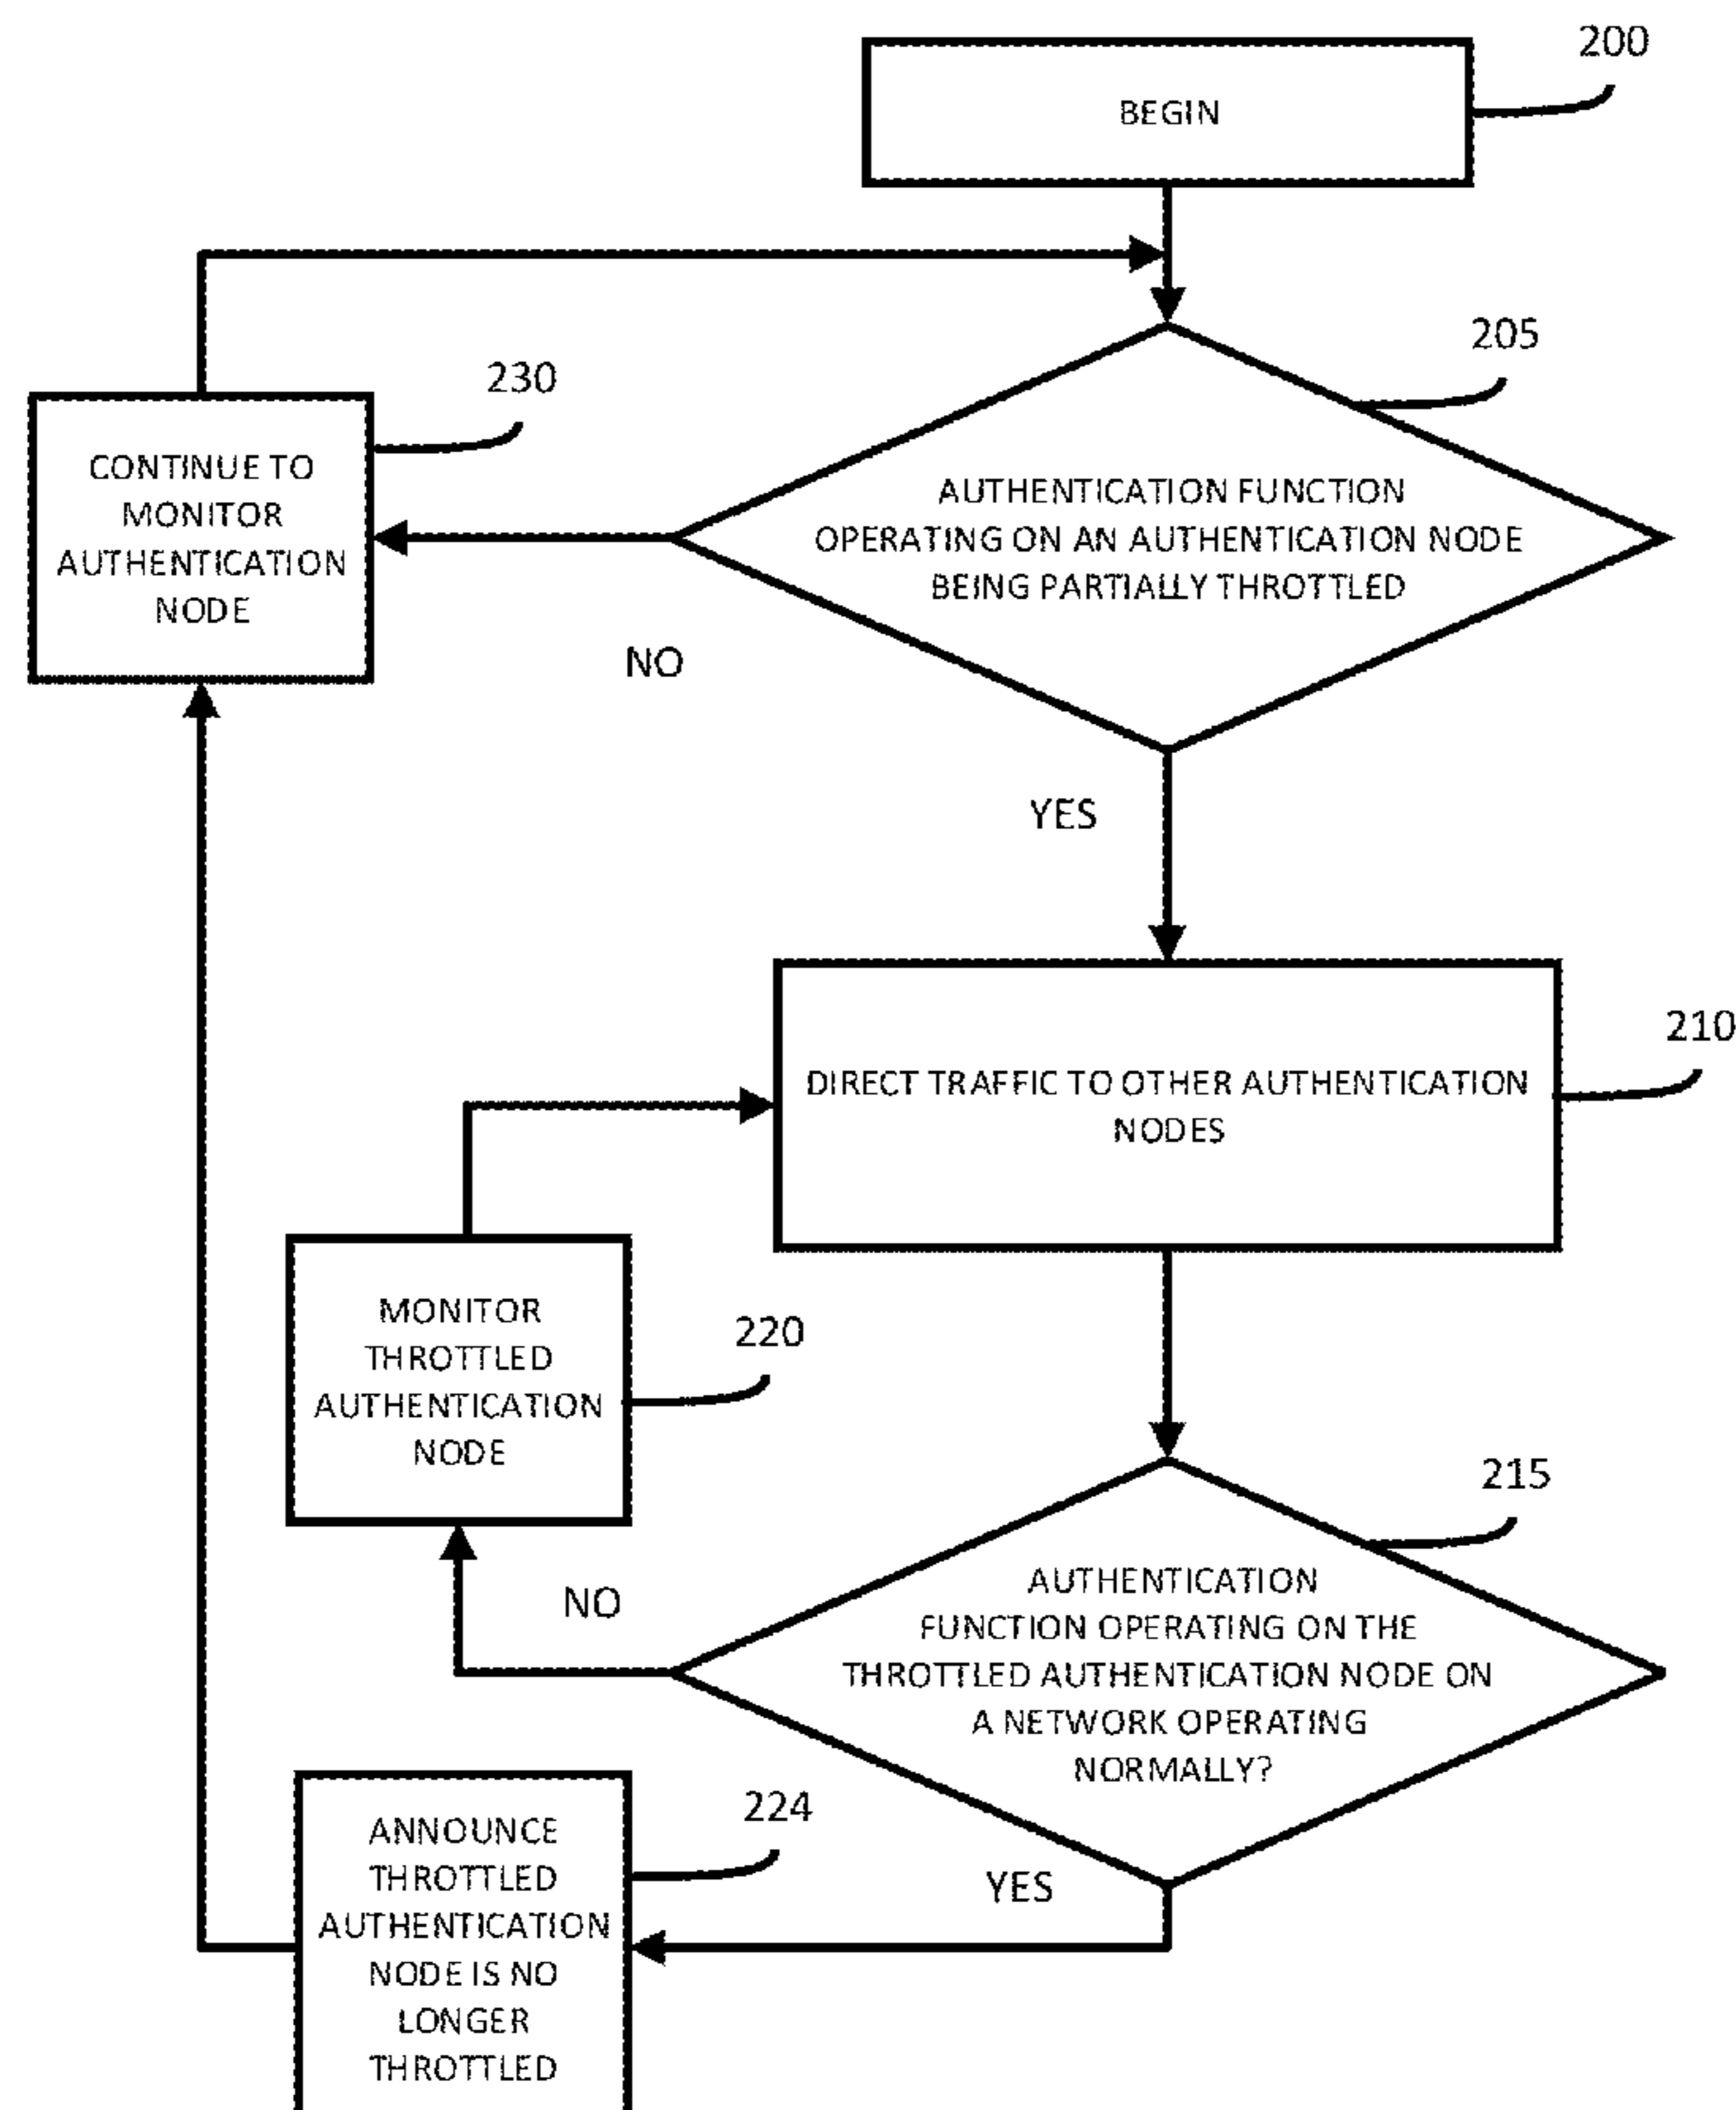 200
BEGIN
205
230
CONTINUE TO
MONITOR
AUTHENTICATION
NODE
AUTHENTICATION FUNCTION
OPERATING ON AN AUTHENTICATION NODE
BEING PARTIALLY THROTTLED
NO
YES
210
DIRECT TRAFFIC TO OTHER AUTHENTICATION
NODES
MONITOR
THROTTLED
AUTHENTICATION
NODE
220
215
NO
AUTHENTICATION
FUNCTION OPERATING ON THE
THROTTLED AUTHENTICATION NODE ON
A NETWORK OPERATING
NORMALLY?
224
YES
ANNOUNCE
THROTTLED
AUTHENTICATION
NODE IS NO
LONGER
THROTTLED